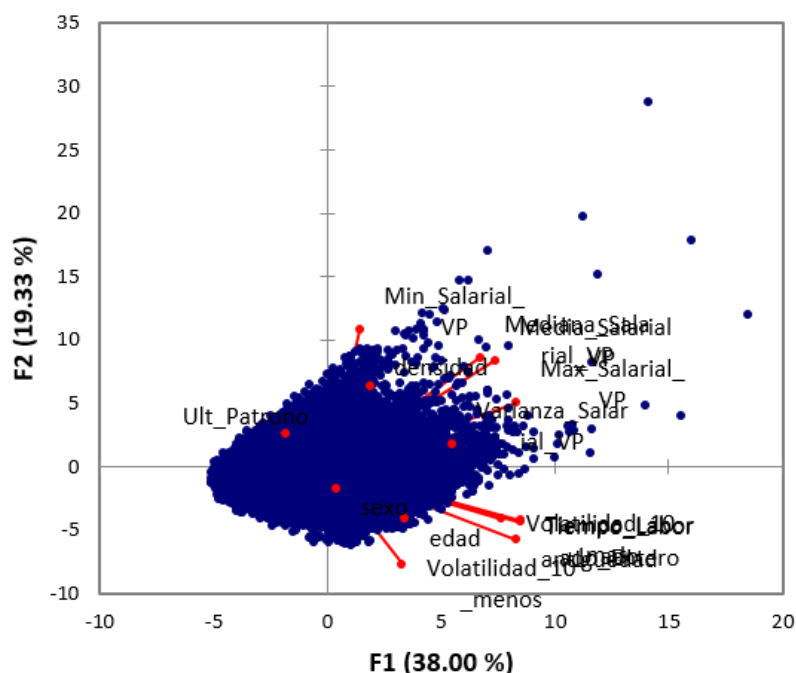 35
-10
-5
0
5
10
15
20
30
25
20
15
Min_Salarial_
VP
Mediana_Sala
Media_Salarial
10
rial_VP
VP
densidad
Max_Salarial_
VP
5
Ult_Patrono
Varianza_Salar
ial_VP
0
sexo
Volatilidad_10
Tiempo_Labor
-5
edad
Volatilidad_10
_menos
-10
F2 (19.33 %)
F1 (38.00 %)